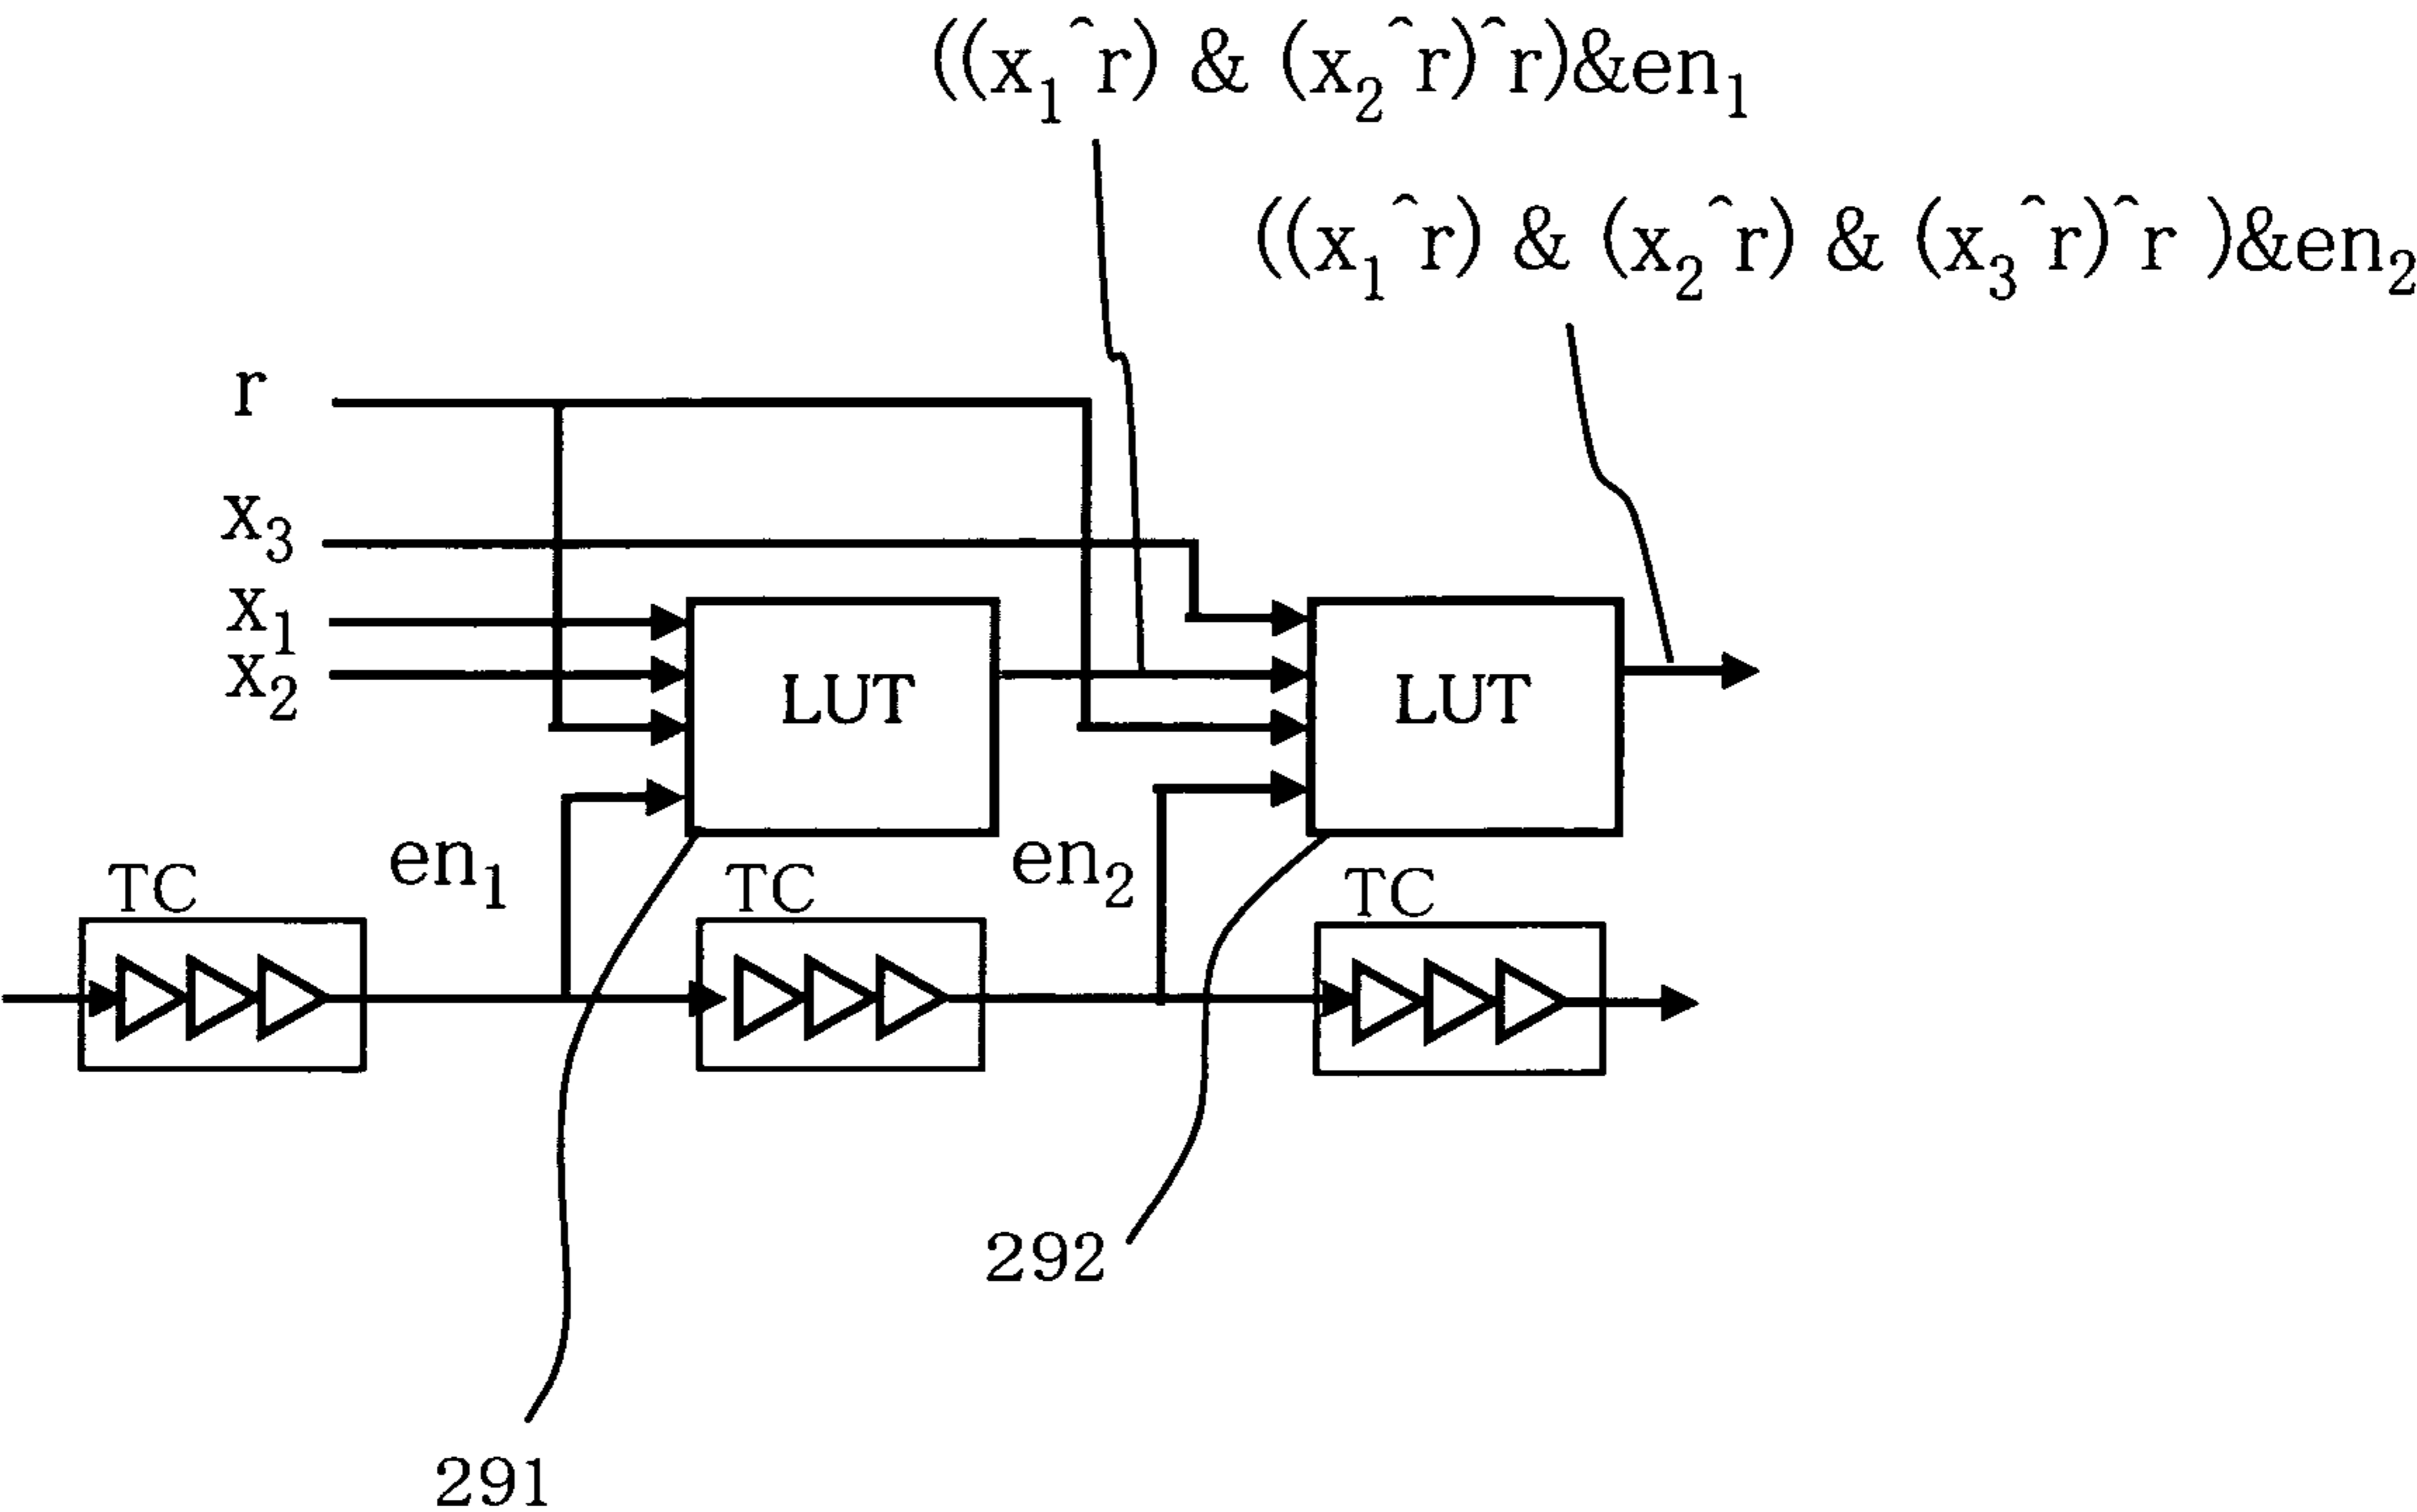 ((x₁^r) & (x₂^r)^r)&en₁
((x₁^r) & (x₂^r) & (x₃^r)^r )&en₂
r
x₃
x₁
x₂
LUT
LUT
en₁
en₂
TC
TC
TC
292
291